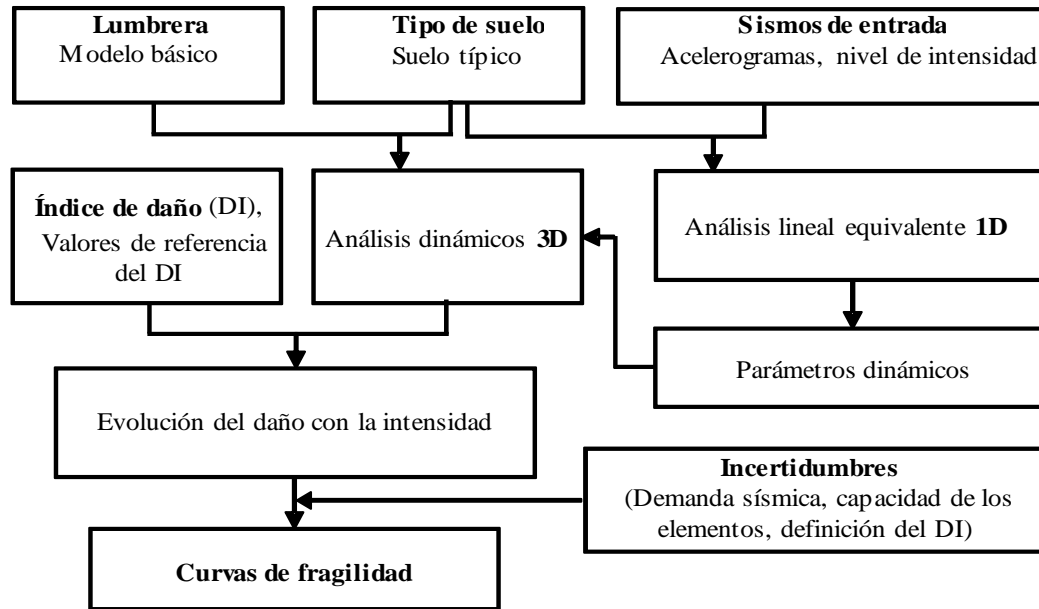 Lumbrera
Modelo básico
Tipo de suelo
Suelo típico
Sismos de entrada
Acelerogramas, nivel de intensidad
Índice de daño (DI),
Valores de referencia
del DI
Análisis dinámicos 3D
Análisis lineal equivalente 1D
Parámetros dinámicos
Evolución del daño con la intensidad
Incertidumbres
(Demanda sísmica, capacidad de los
elementos, definición del DI)
Curvas de fragilidad